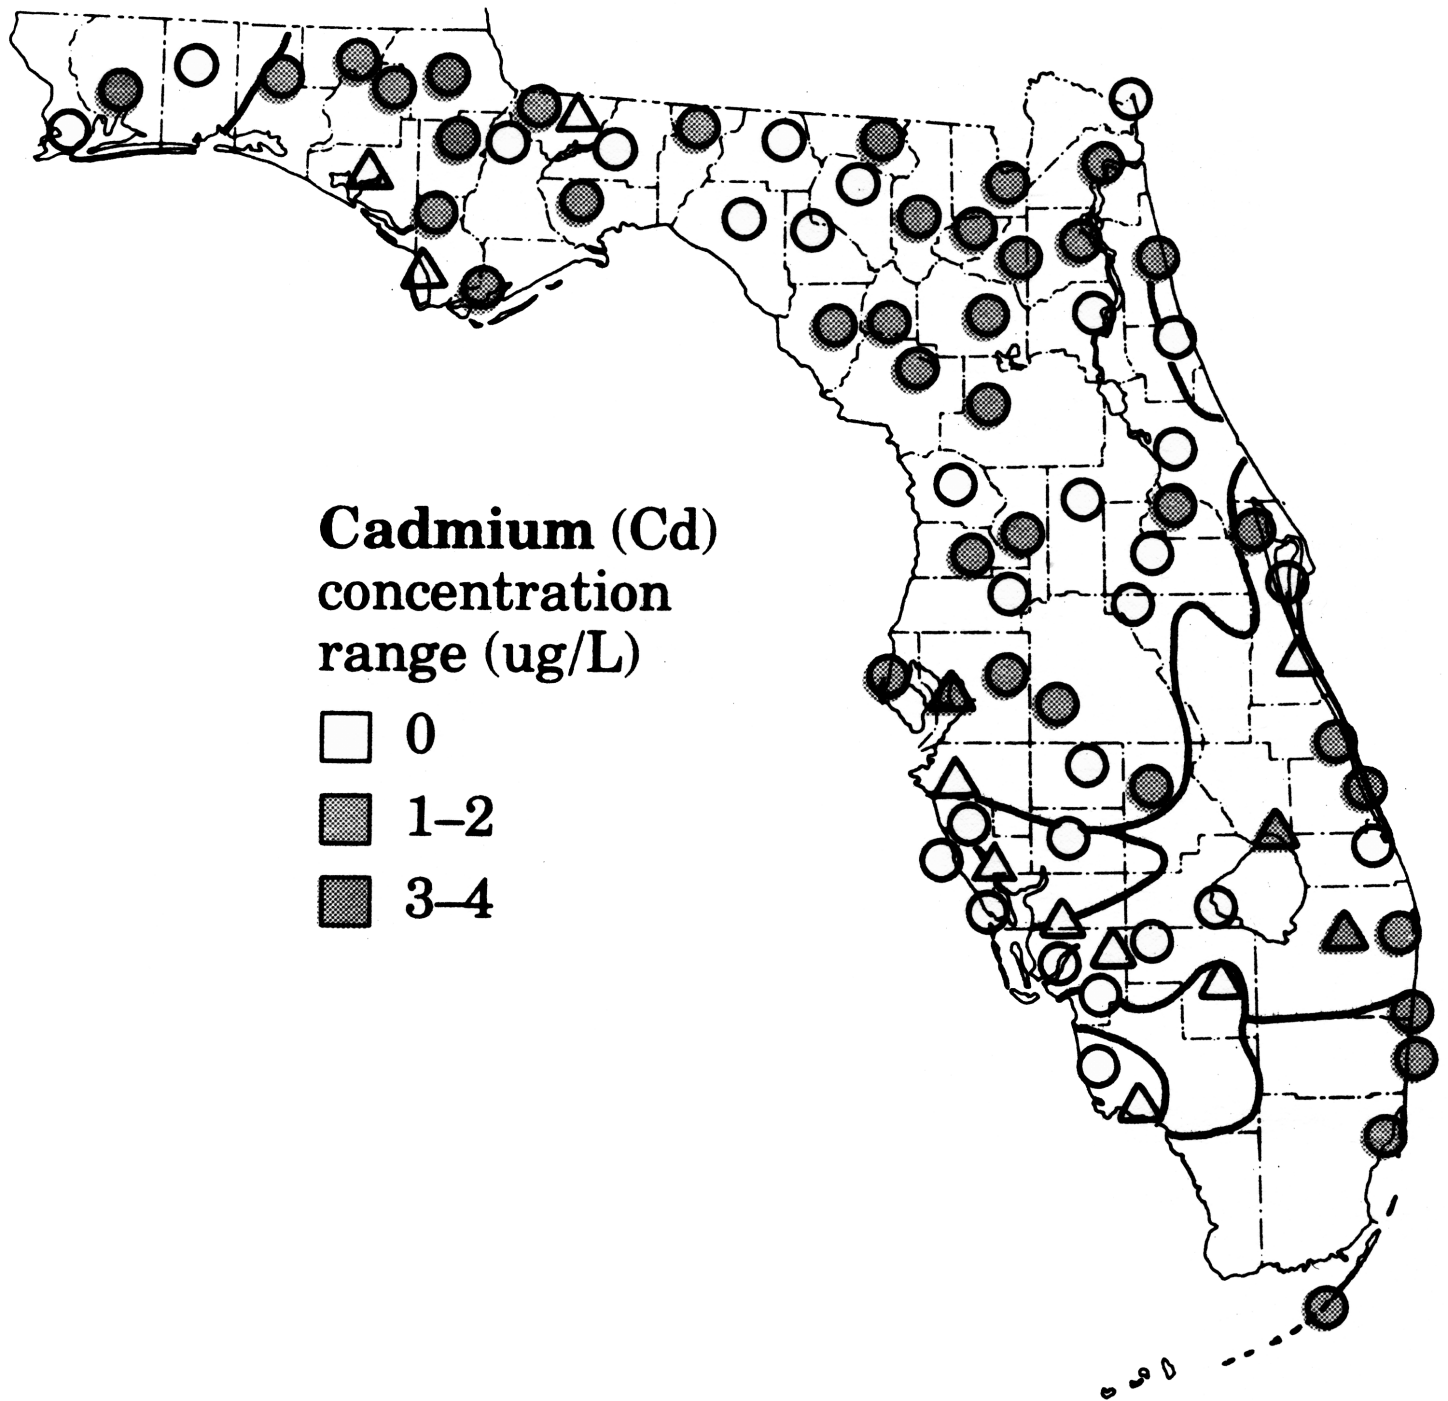 Cadmium (Cd)
concentration
range (ug/L)
0
1–2
3–4